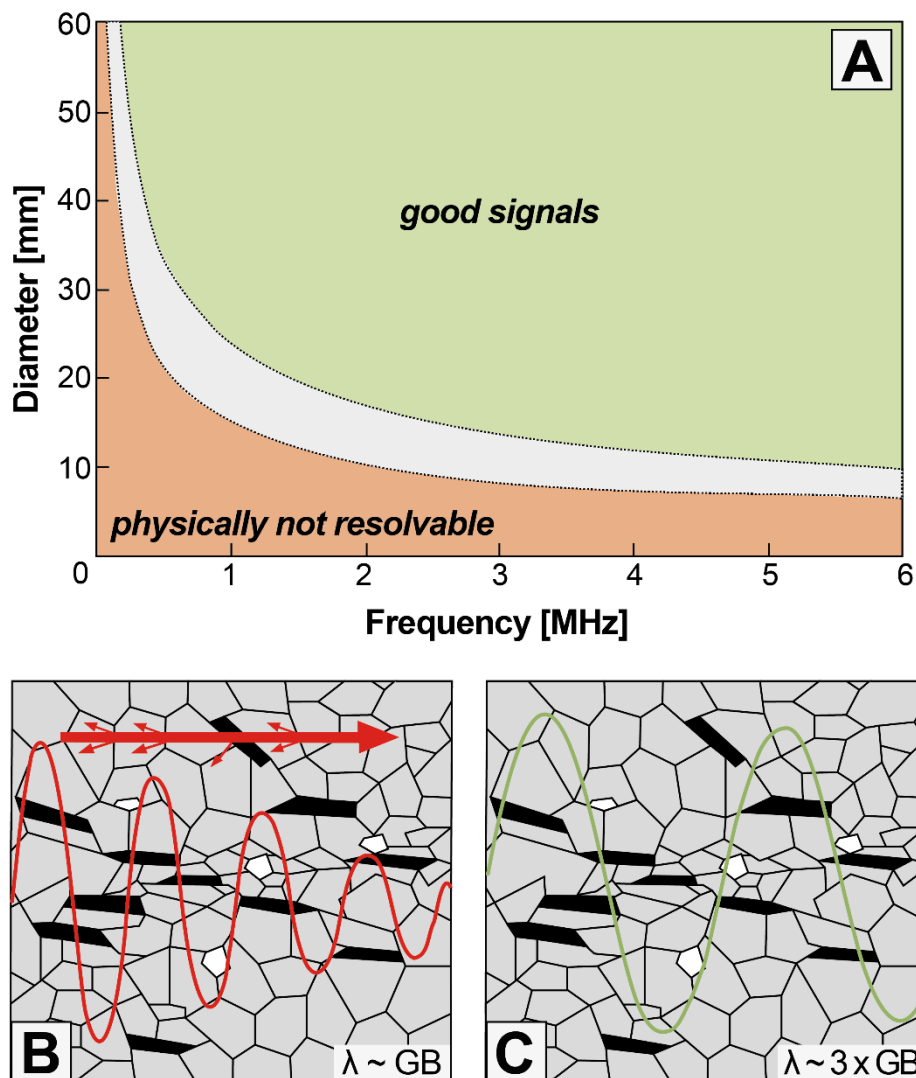 A
60
50
40
30
20
10
0
Diameter [mm]
good signals
physically not resolvable
1
2
3
4
5
6
Frequency [MHz]
B
λ ~ GB
C
λ ~ 3 x GB